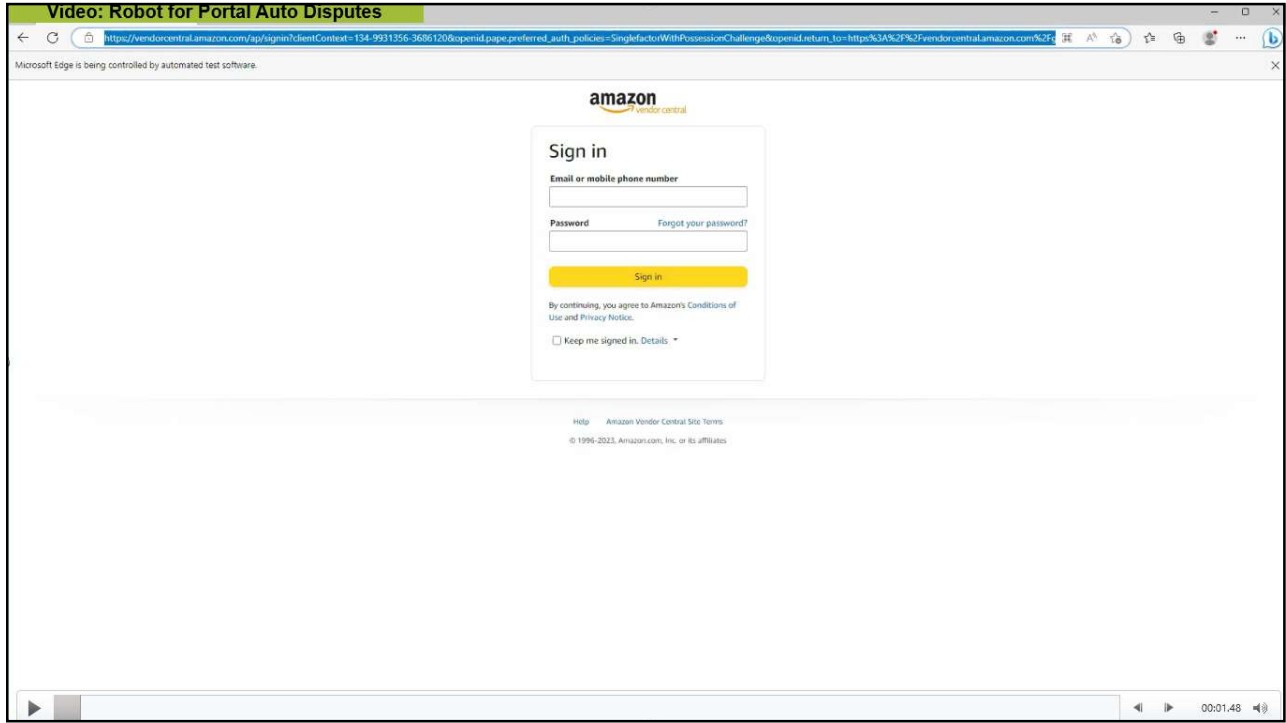 Video: Robot for Portal Auto Disputes
https://vendorcentral.amazon.com/ap/signin?clientContext=134-9931356-3686120&openid.pape.preferred_auth_policies=SinglefactorWithPossessionChallenge&openid.return_to=https%3A%2F%2Fvendorcentral.amazon.com%2Fg
Microsoft Edge is being controlled by automated test software.
amazon
vendor central
Sign in
Email or mobile phone number
Password Forgot your password?
Sign in
By continuing, you agree to Amazon's Conditions of
Use and Privacy Notice.
Keep me signed in. Details
Help Amazon Vendor Central Site Terms
© 1996-2023, Amazon.com, Inc. or its affiliates
00:01.48